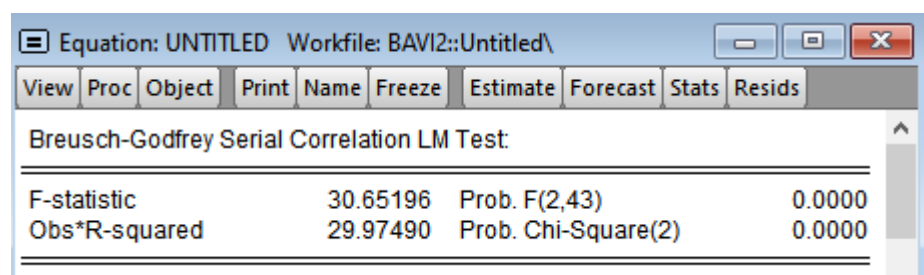 Equation: UNTITLED Workfile: BAVI2::Untitled\
View Proc Object Print Name Freeze Estimate Forecast Stats Resids
Breusch-Godfrey Serial Correlation LM Test:
F-statistic 30.65196 Prob. F(2,43) 0.0000
Obs*R-squared 29.97490 Prob. Chi-Square(2) 0.0000